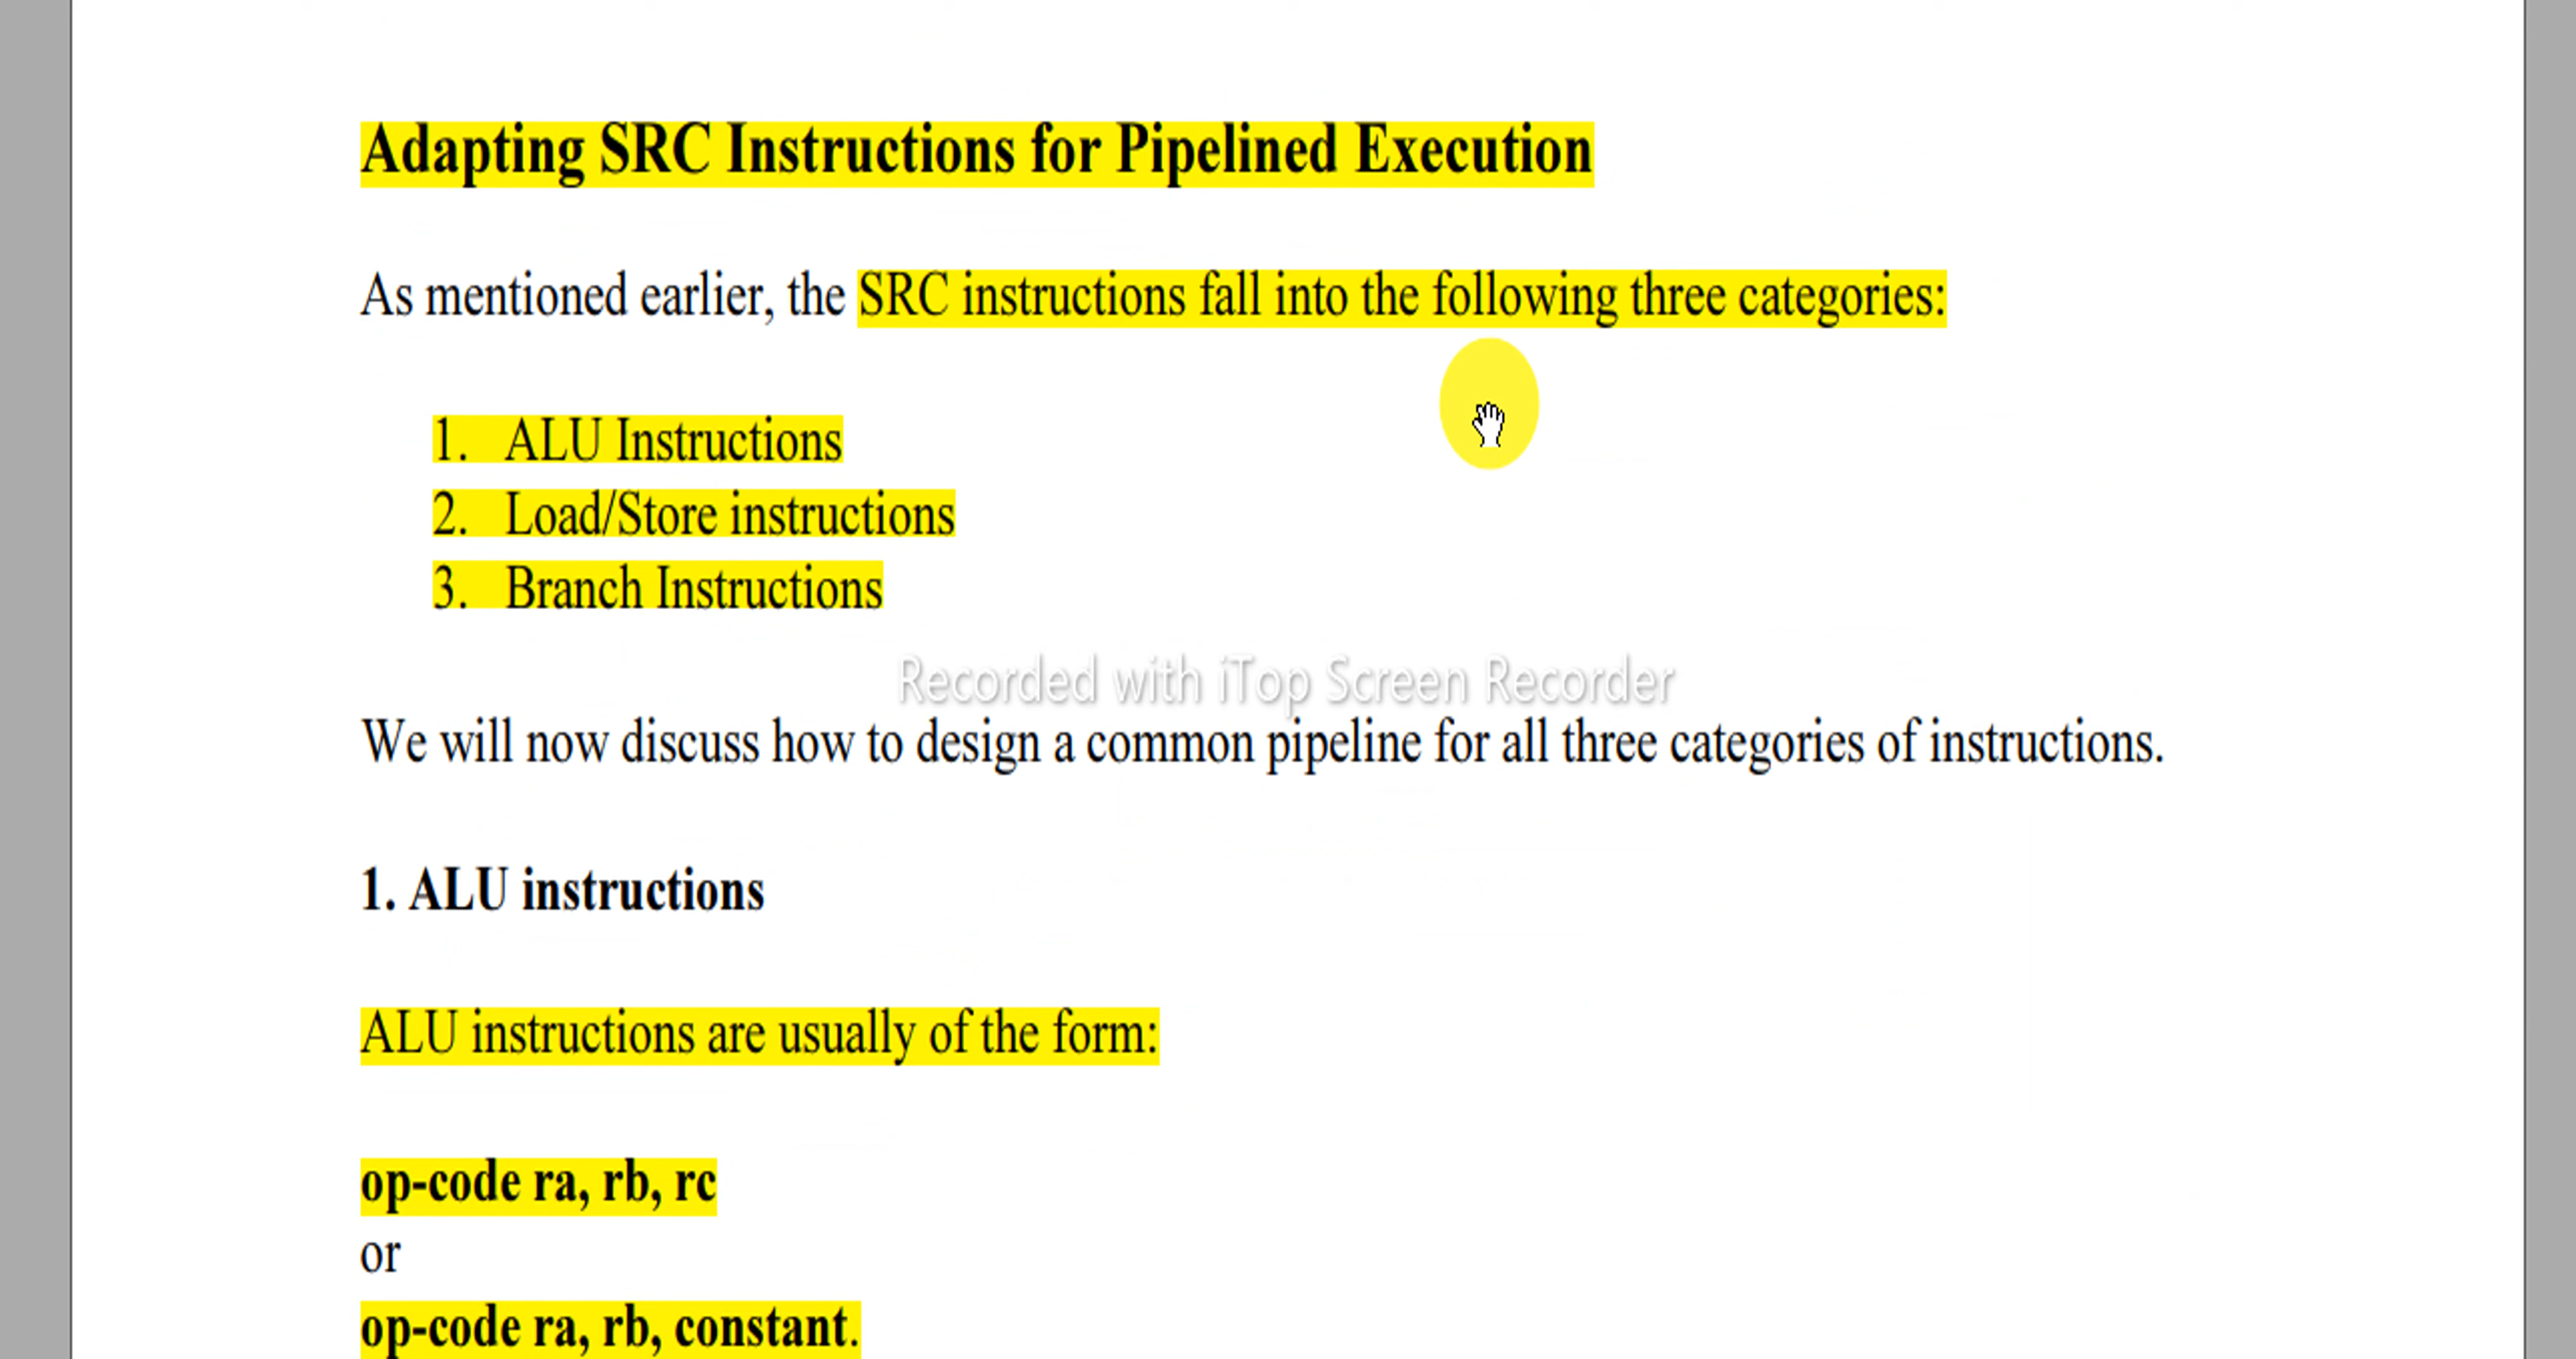 Adapting SRC Instructions for Pipelined Execution
As mentioned earlier, the SRC instructions fall into the following three categories:
1. ALU Instructions
2. Load/Store instructions
3. Branch Instructions
Recorded with iTop Screen Recorder
We will now discuss how to design a common pipeline for all three categories of instructions.
1. ALU instructions
ALU instructions are usually of the form:
op-code ra, rb, rc
or
op-code ra, rb, constant.